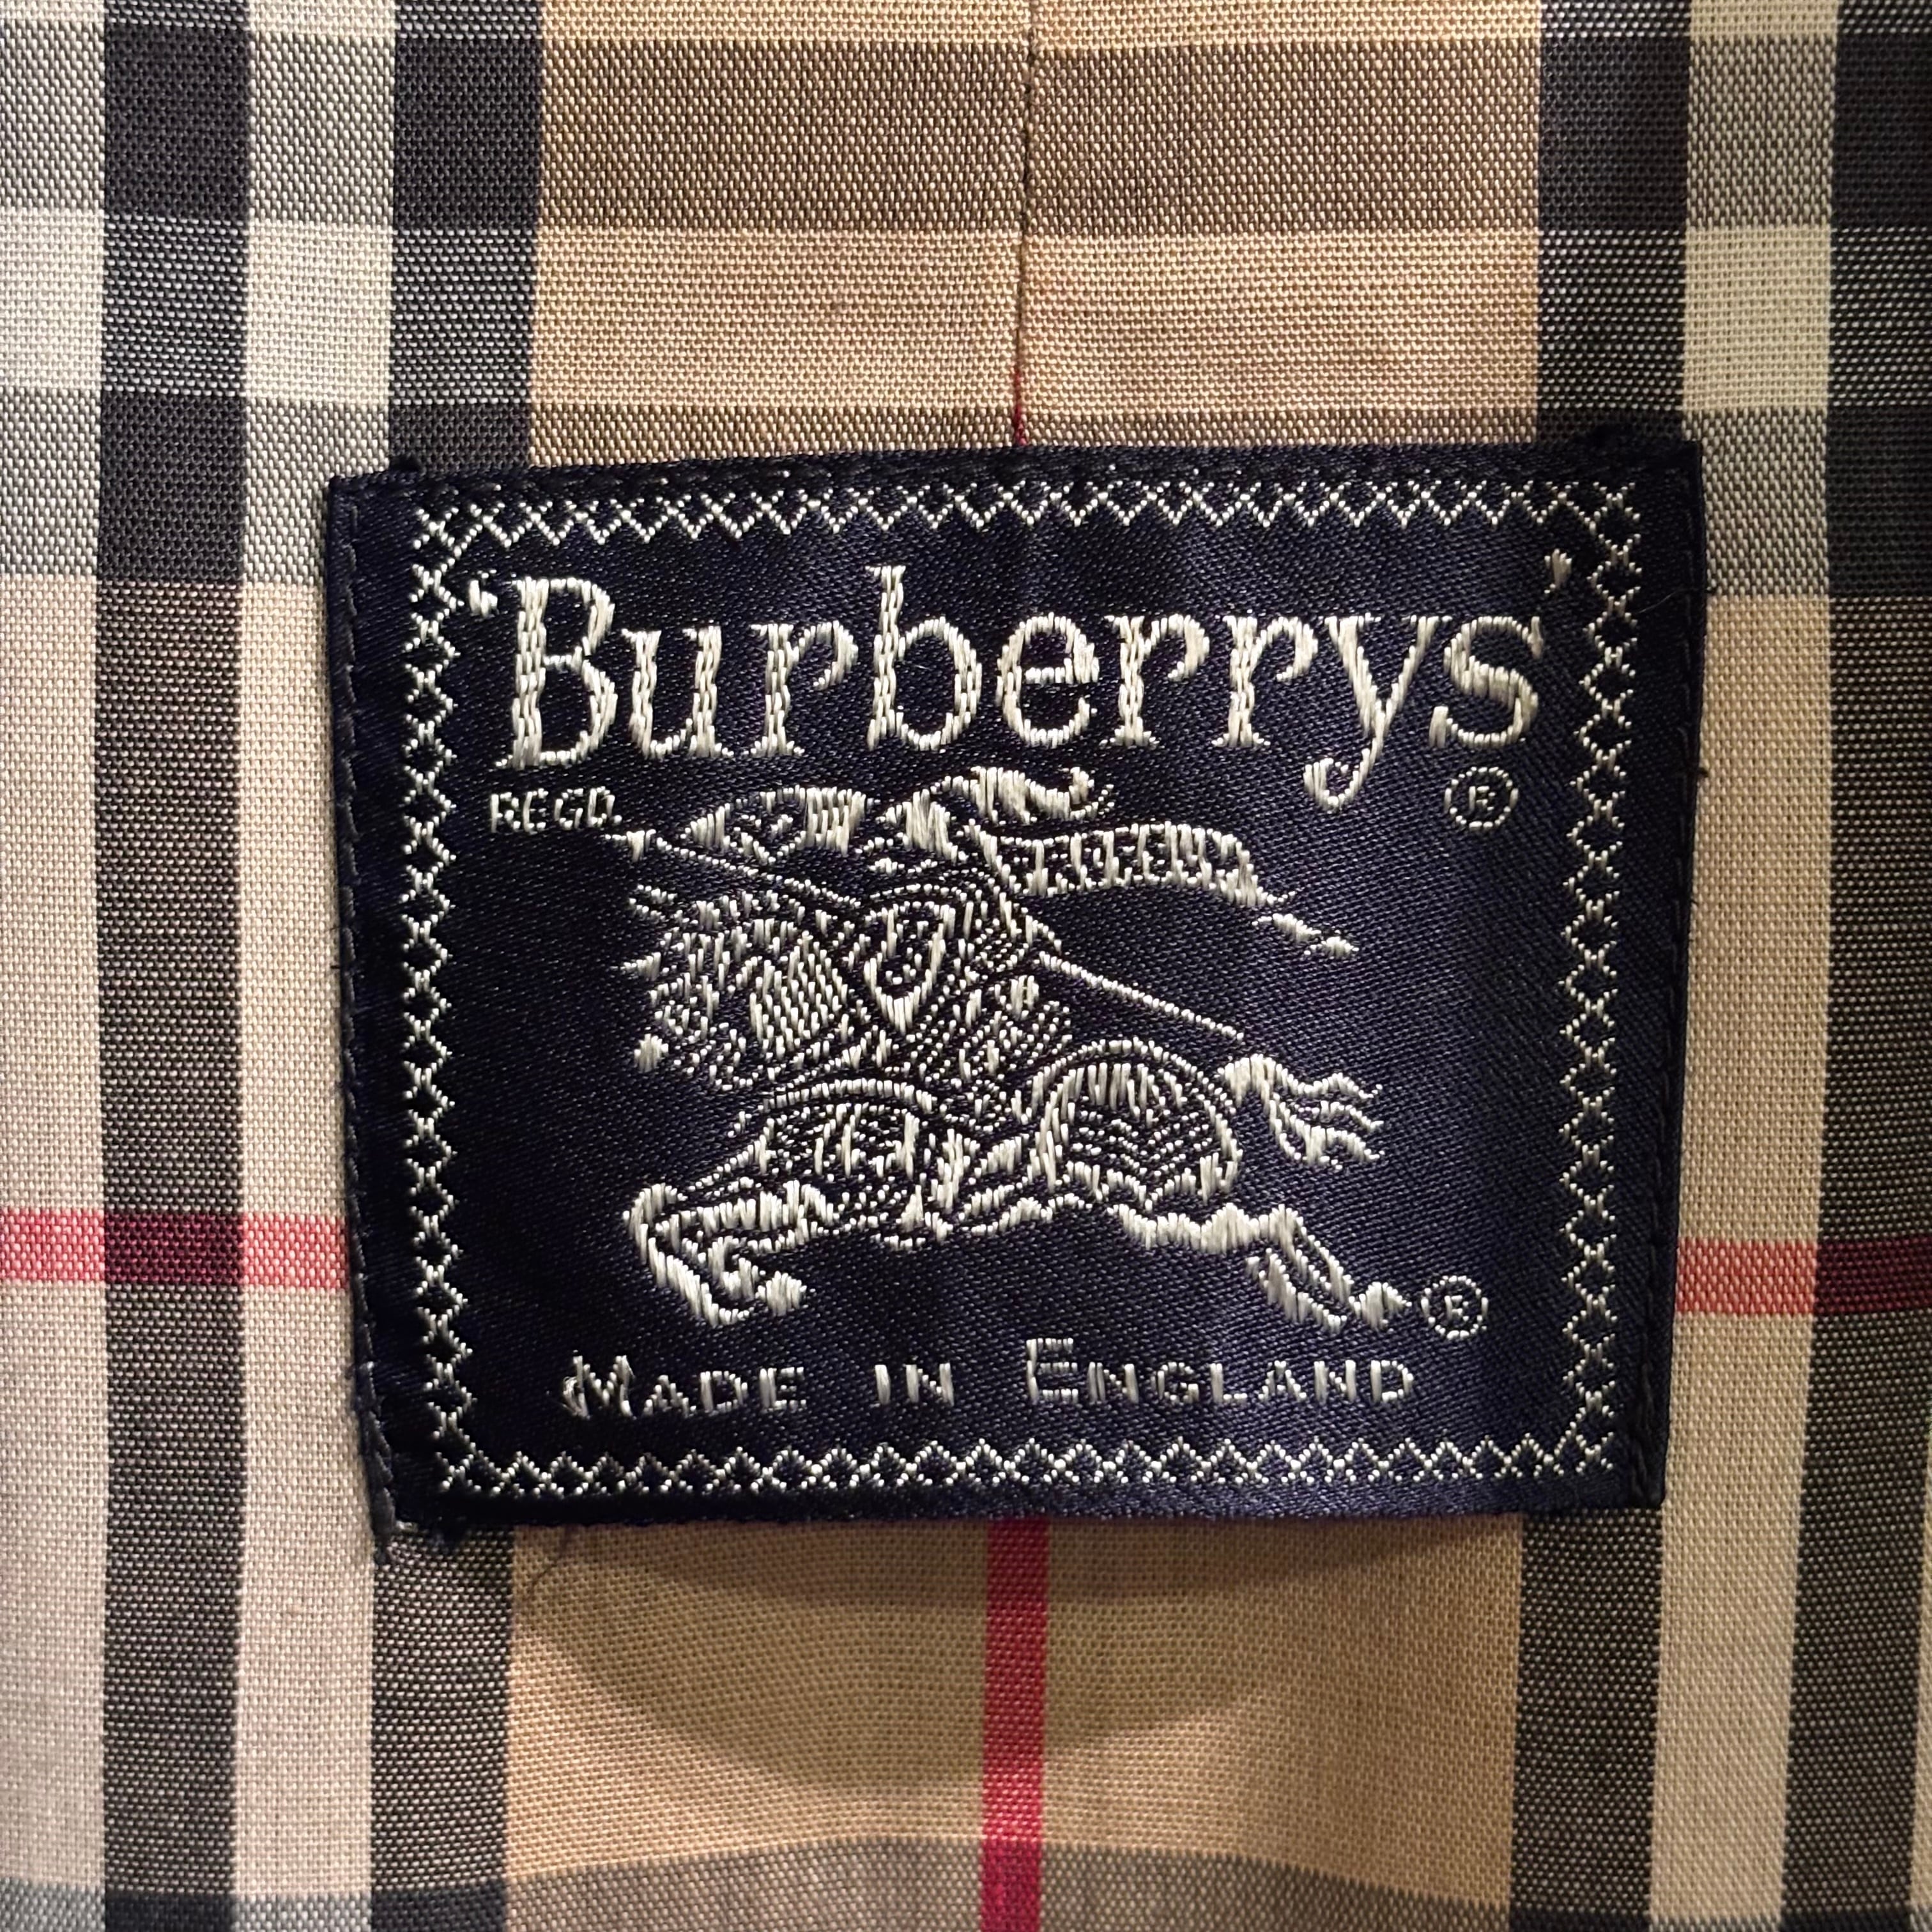 ‘Burberrys’
REGD. ®
®
MADE IN ENGLAND